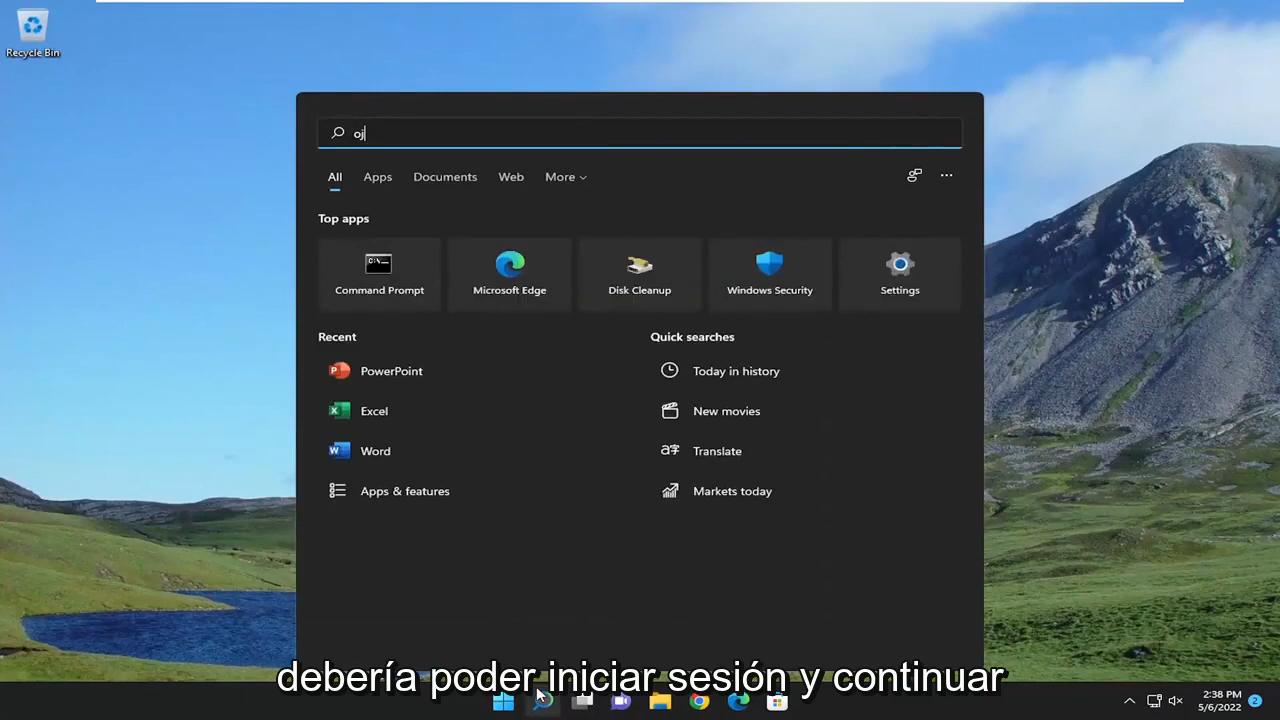 Recycle Bin
oj
All Apps Documents Web More
Top apps
Command Prompt Microsoft Edge Disk Cleanup Windows Security Settings
Recent Quick searches
PowerPoint Today in history
Excel New movies
Word Translate
Apps & features Markets today
debería poder iniciar sesión y continuar
2:38 PM
5/6/2022 2